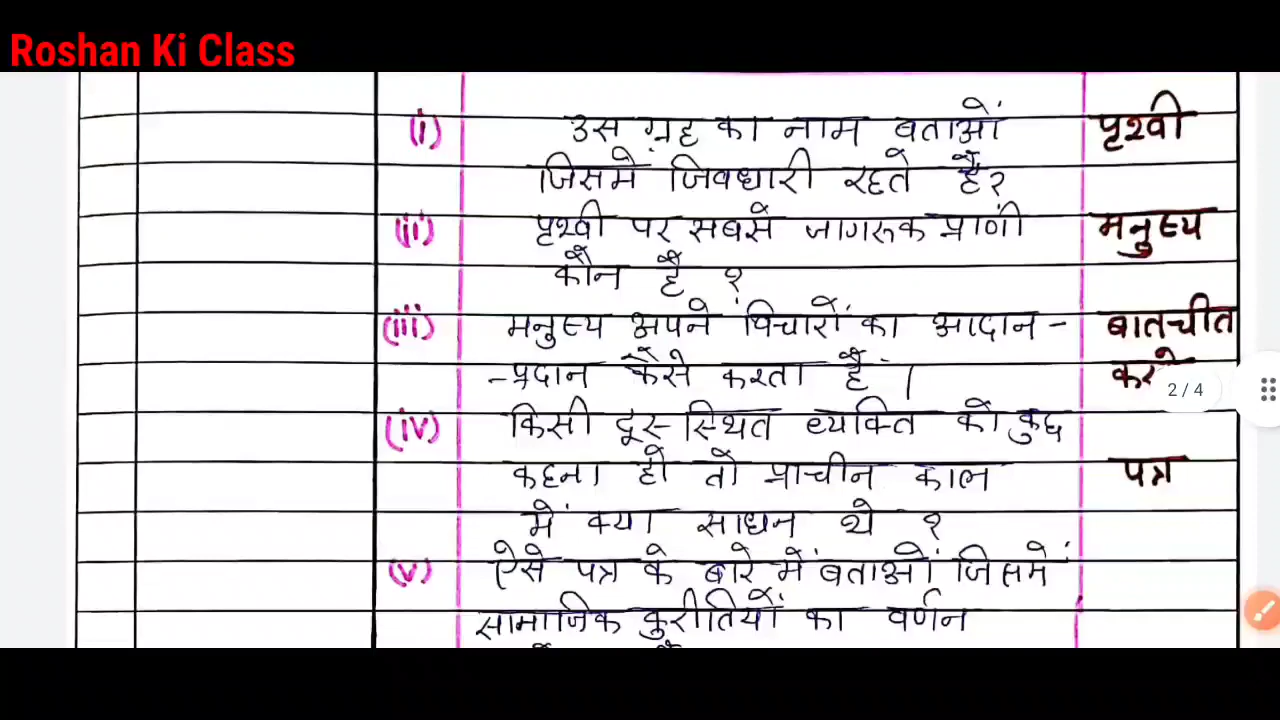 Roshan Ki Class
(i) उस ग्रह का नाम बताओं पृथ्वी
जिसमें जिवधारी रहते हैं?
(ii) पृथ्वी पर सबसे जागरूक प्राणी मनुष्य
कौन है ?
(iii) मनुष्य अपने विचारों का आदान - बातचीत
-प्रदान कैसे करता है । करके
2 / 4
(iv) किसी दूर-स्थित व्यक्ति को कुछ
कहना हो तो प्राचीन काल पत्र
में क्या साधन थे ?
(v) ऐसे पत्र के बारे में बताओं जिसमें
सामाजिक कुरीतियों का वर्णन